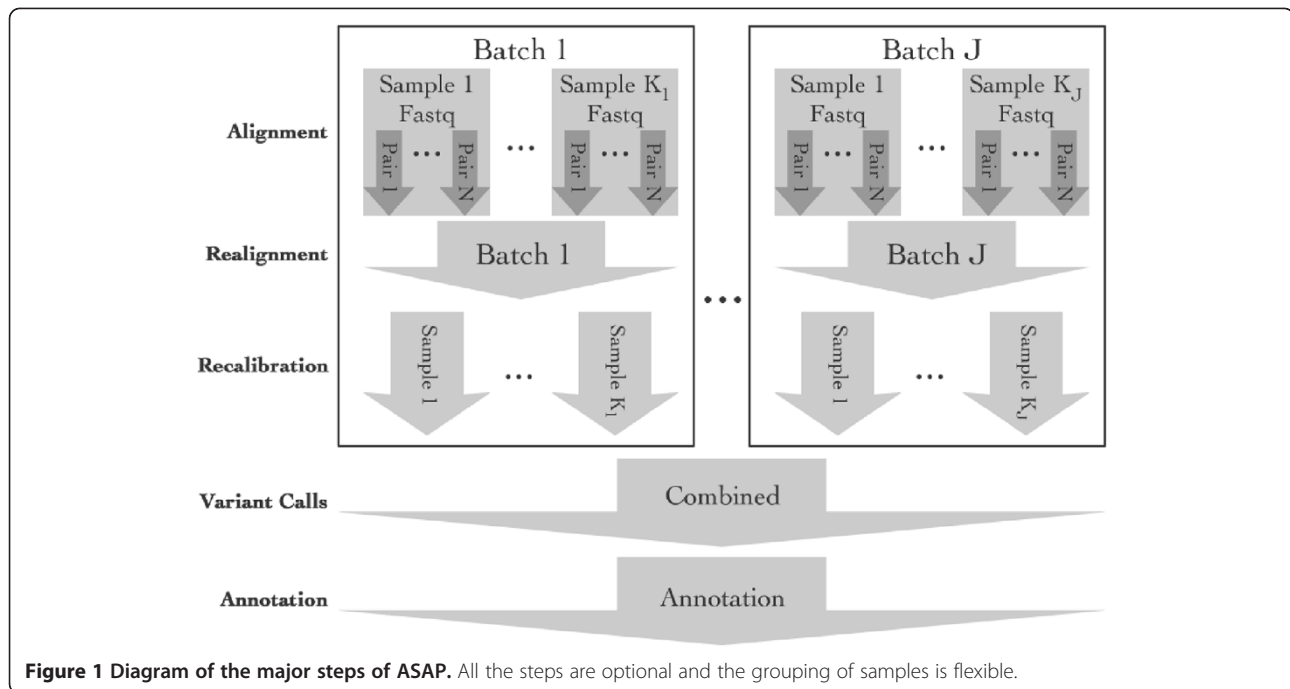 Batch 1
Batch J
Sample 1
Fastq
Sample K1
Fastq
Sample 1
Fastq
Sample KJ
Fastq
Alignment
Pair 1
...
Pair N
...
Pair 1
...
Pair N
Pair 1
...
Pair N
...
Pair 1
...
Pair N
Realignment
Batch 1
Batch J
...
Recalibration
Sample 1
...
Sample K1
Sample 1
...
Sample KJ
Variant Calls
Combined
Annotation
Annotation
Figure 1 Diagram of the major steps of ASAP. All the steps are optional and the grouping of samples is flexible.